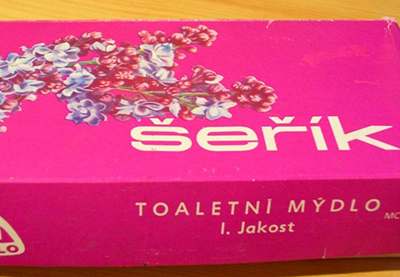 šeřík
TOALETNÍ MÝDLO
I. Jakost